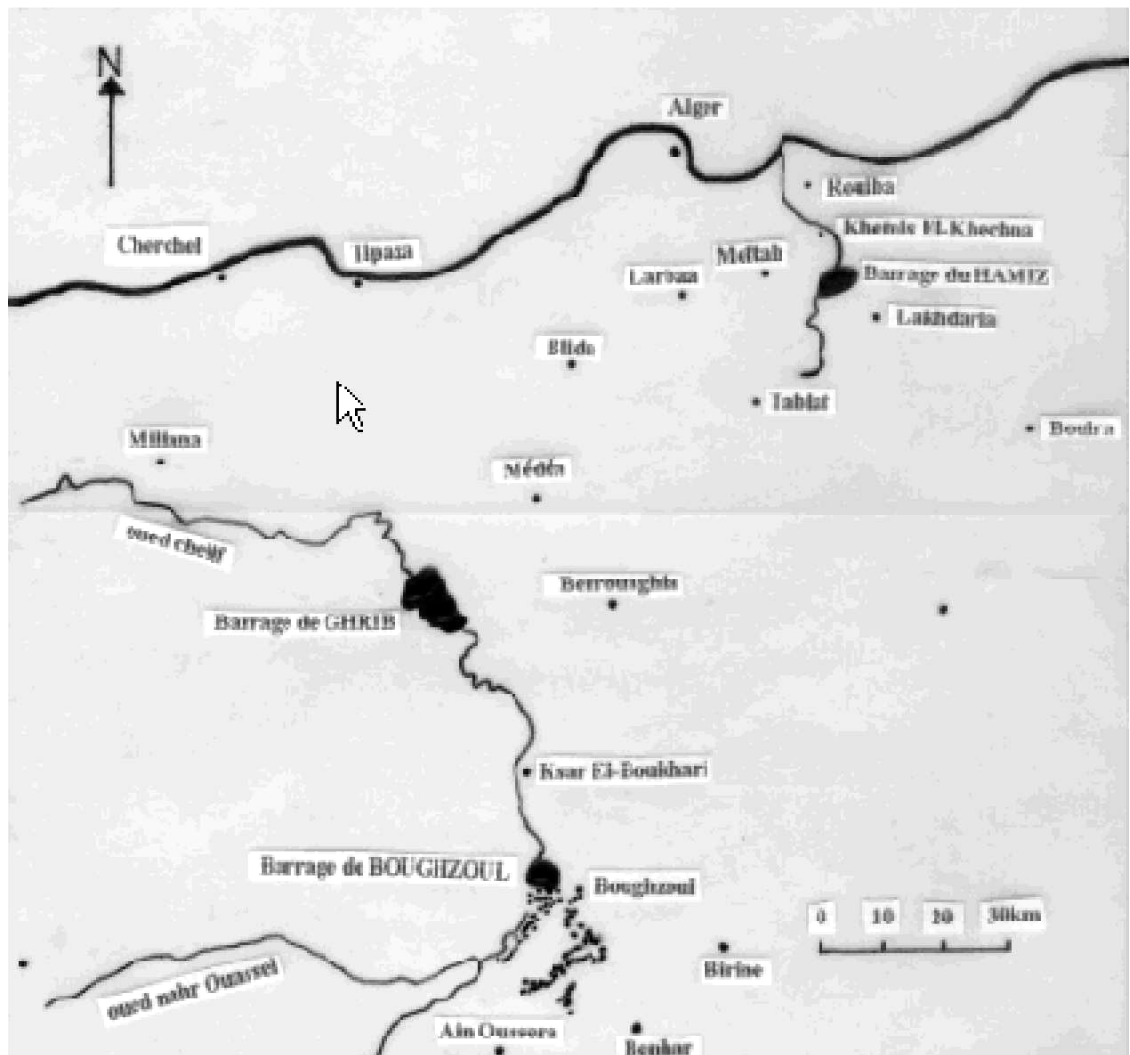 N
Alger
Rouiba
Khemis EL Khechna
Cherchel
Tipaza
Meftah
Larbaa
Barrage du HAMIZ
Lakhdaria
Blida
Tablat
Bouira
Miliana
Médéa
oued cheliff
Berrouaghia
Barrage de GHRIB
Ksar El-Boukhari
Barrage de BOUGHZOUL
Boughzoul
0 10 20 30km
Birine
oued nahr Ouassel
Ain Oussera